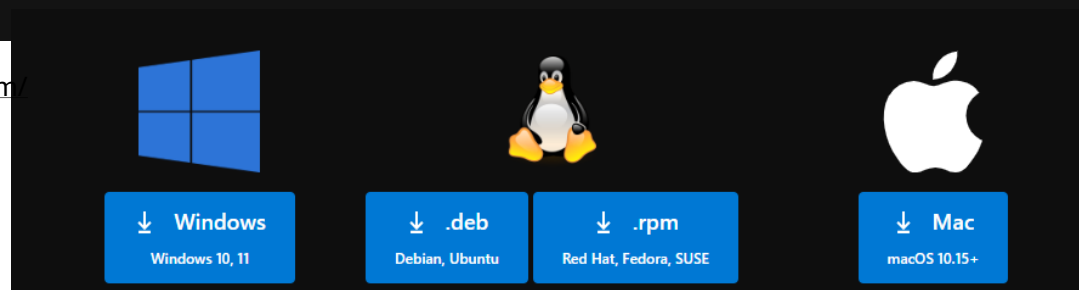 m/
Windows
Windows 10, 11
.deb
Debian, Ubuntu
.rpm
Red Hat, Fedora, SUSE
Mac
macOS 10.15+